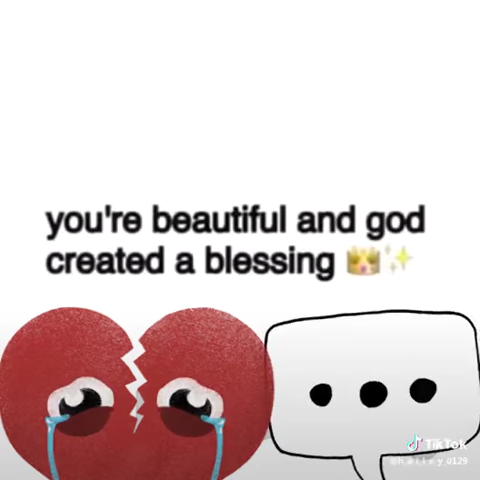 you're beautiful and god
created a blessing 👑✨
TikTok